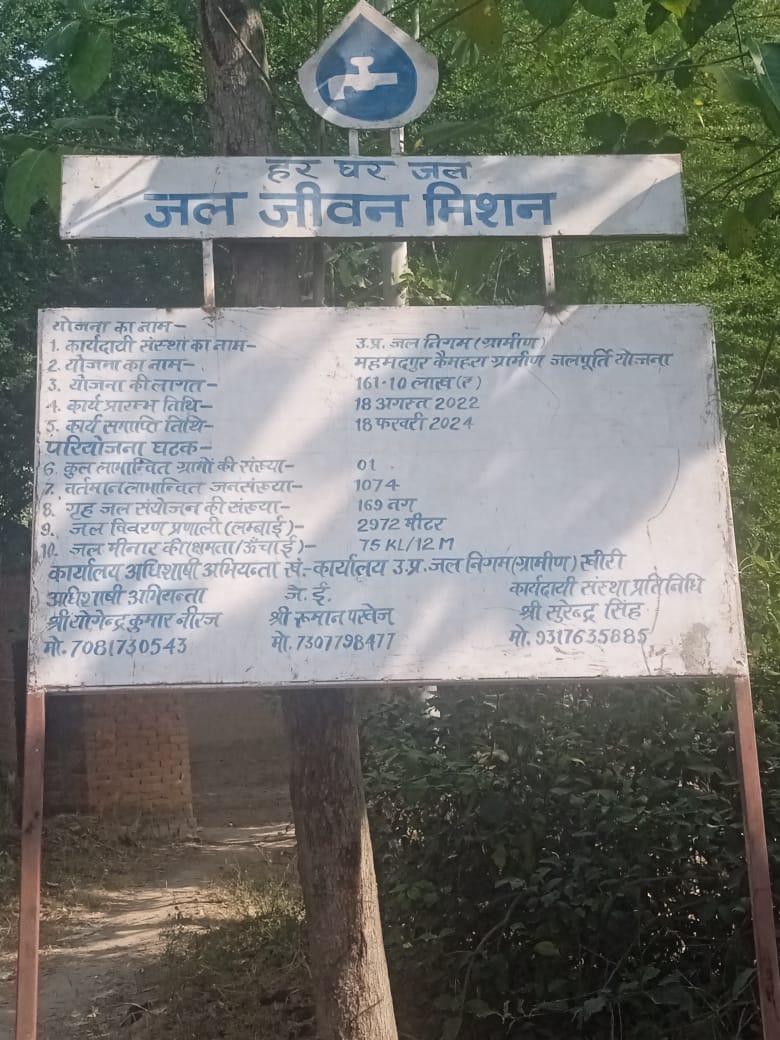 हर घर जल
जल जीवन मिशन
योजना का नाम-
1. कार्यदायी संस्था का नाम- उ.प्र. जल निगम (ग्रामीण)
2. योजना का नाम- महमदपुर कैमहरा ग्रामीण जलपूर्ति योजना
3. योजना की लागत- 161.10 लाख (₹)
4. कार्य प्रारम्भ तिथि- 18 अगस्त 2022
5. कार्य समाप्ति तिथि- 18 फरवरी 2024
परियोजना घटक-
6. कुल लाभान्वित ग्रामों की संख्या- 01
7. वर्तमान लाभान्वित जनसंख्या- 1074
8. गृह जल संयोजन की संख्या- 169 नग
9. जल विवरण प्रणाली (लम्बाई)- 2972 मीटर
10. जल मीनार की (क्षमता/ऊँचाई)- 75 KL/12 M
कार्यालय अधिशाषी अभियन्ता सं.-कार्यालय उ.प्र. जल निगम (ग्रामीण) खीरी
अधिशाषी अभियन्ता जे. ई. कार्यदायी संस्था प्रतिनिधि
श्री योगेन्द्र कुमार नीरज श्री रूमान परवेज श्री सुरेन्द्र सिंह
मो. 7081730543 मो. 7307798477 मो. 9317635885